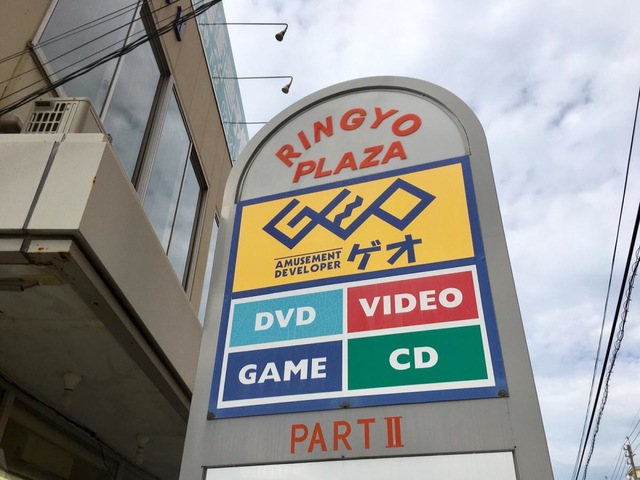 RINGYO
PLAZA
GEO
AMUSEMENT
DEVELOPER
ゲオ
DVD
VIDEO
GAME
CD
PART II